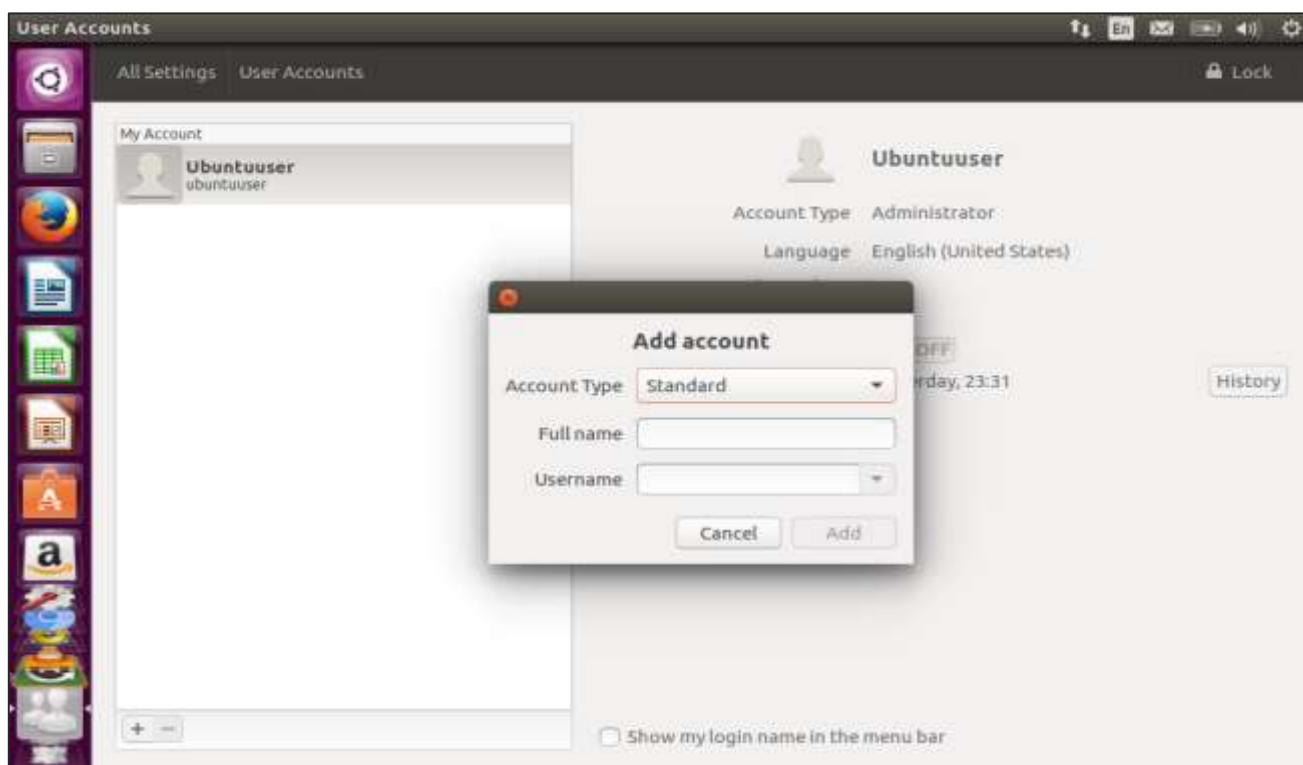 User Accounts
En
All Settings User Accounts
Lock
My Account
Ubuntuuser
ubuntuuser
Ubuntuuser
Account Type Administrator
Language English (United States)
Add account
OFF
Account Type Standard
rday, 23:31
History
Full name
Username
Cancel Add
a
Show my login name in the menu bar